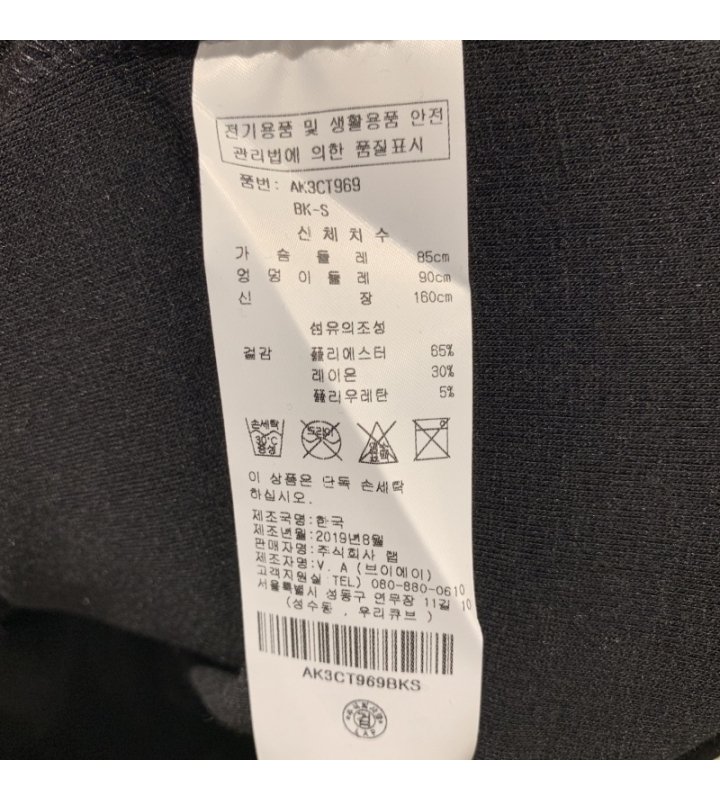 전기용품 및 생활용품 안전
관리법에 의한 품질표시
품번: AK3CT969
BK-S
신 체 치 수
가 슴 둘 레 85cm
엉 덩 이 둘 레 90cm
신 장 160cm
섬유의조성
겉감 폴리에스터 65%
레이온 30%
폴리우레탄 5%
손세탁
30℃
중성
드라이
이 상품은 단독 손세탁
하십시오.
제조국명:한국
제조년월:2019년8월
판매자명:주식회사 랩
제조자명:V. A (브이에이)
고객지원실 TEL) 080-880-0610
서울특별시 성동구 연무장 11길 10
(성수동, 우리큐브)
AK3CT969BKS
LAP